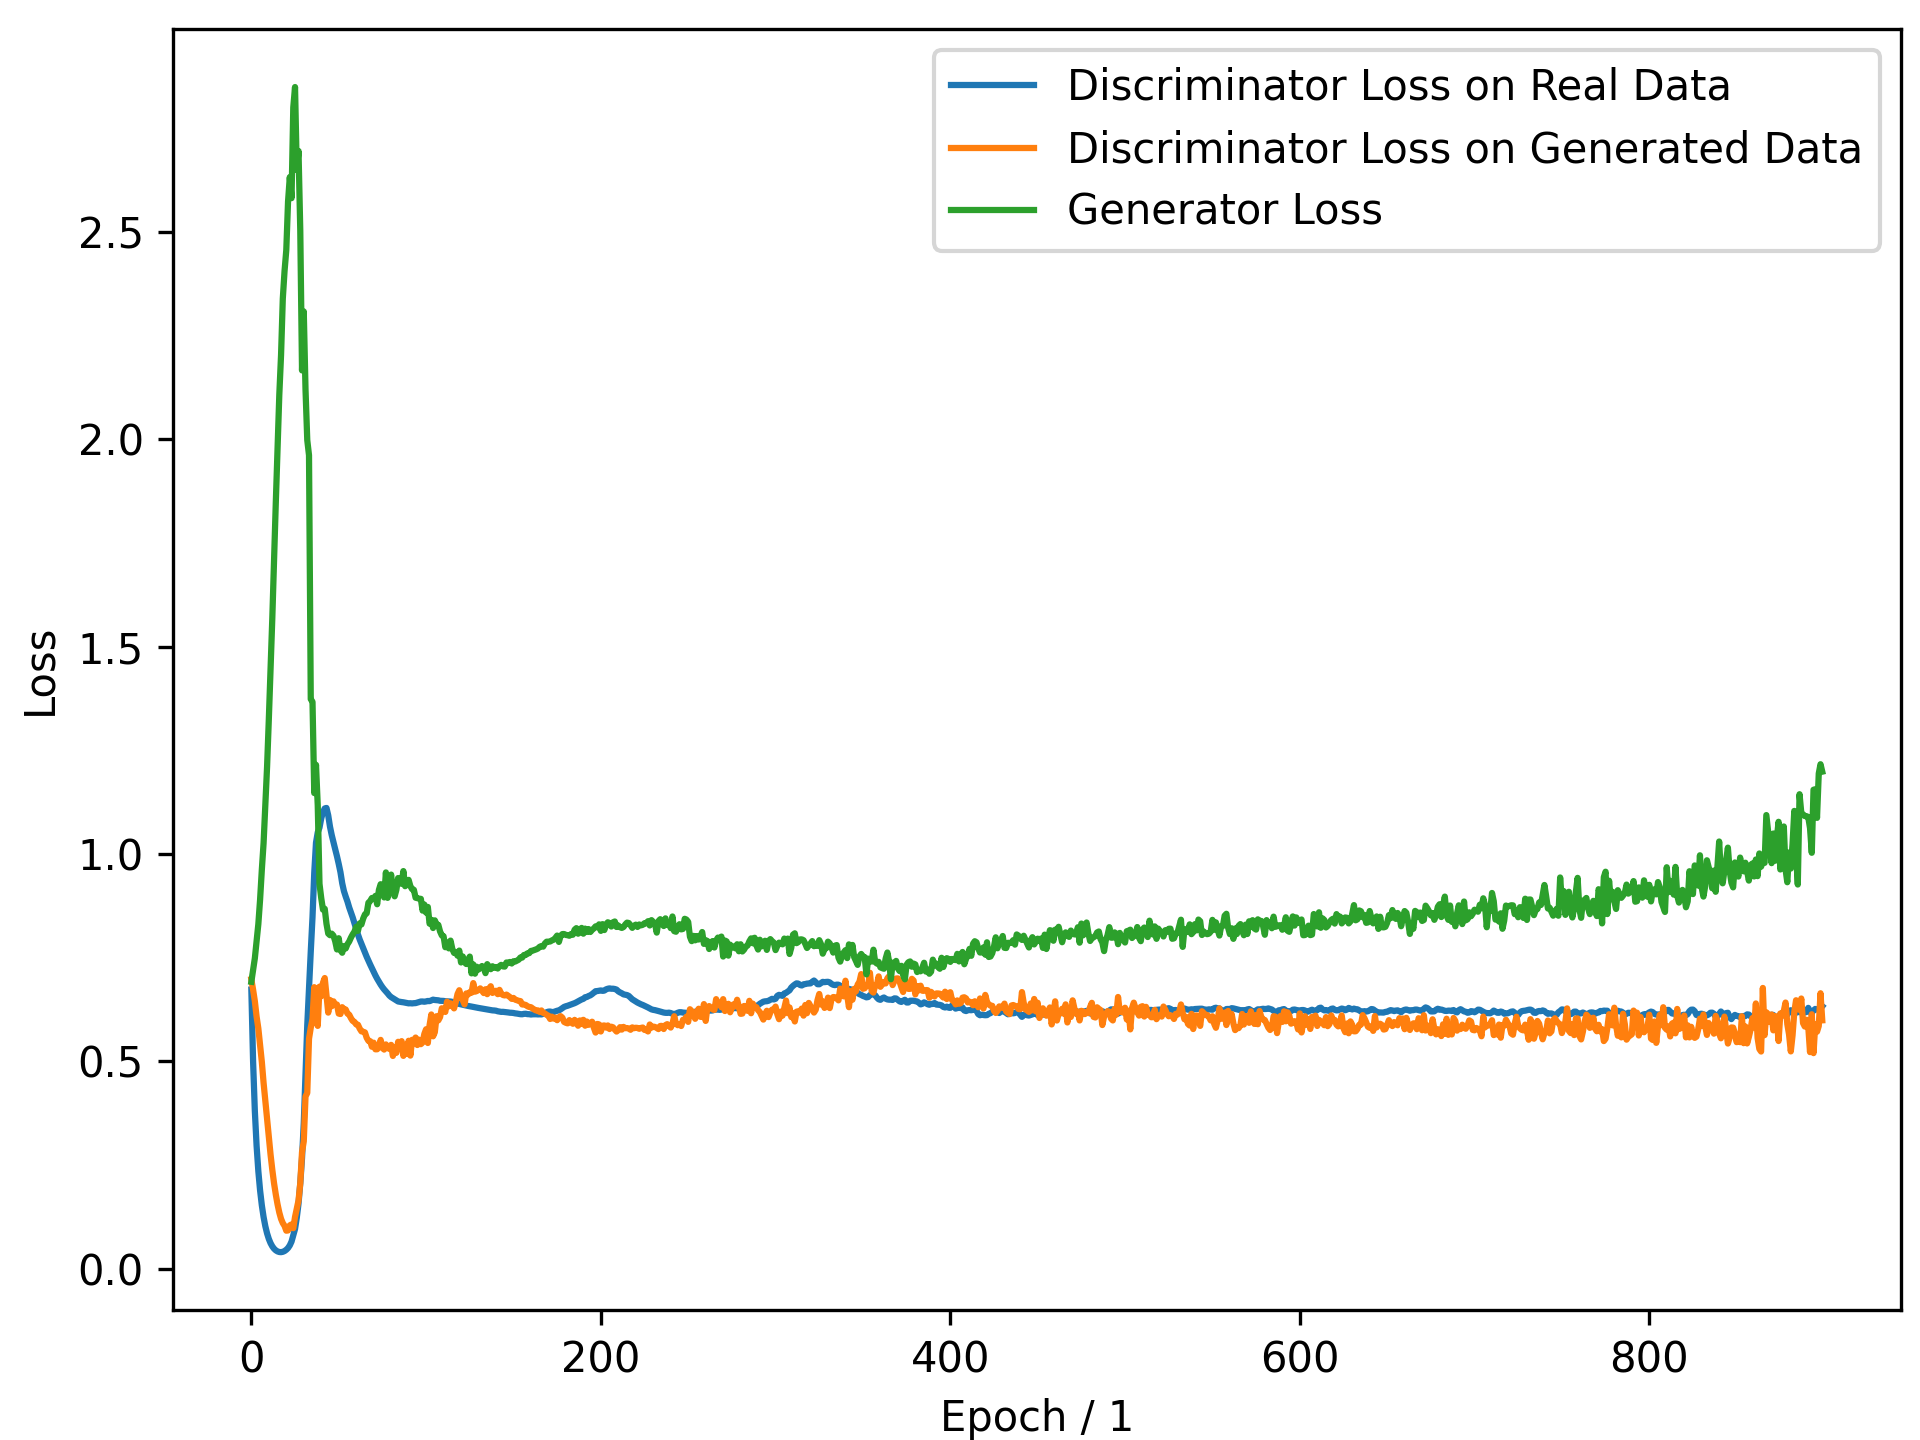 Discriminator Loss on Real Data
Discriminator Loss on Generated Data
Generator Loss
Loss
2.5
2.0
1.5
1.0
0.5
0.0
0 200 400 600 800
Epoch / 1